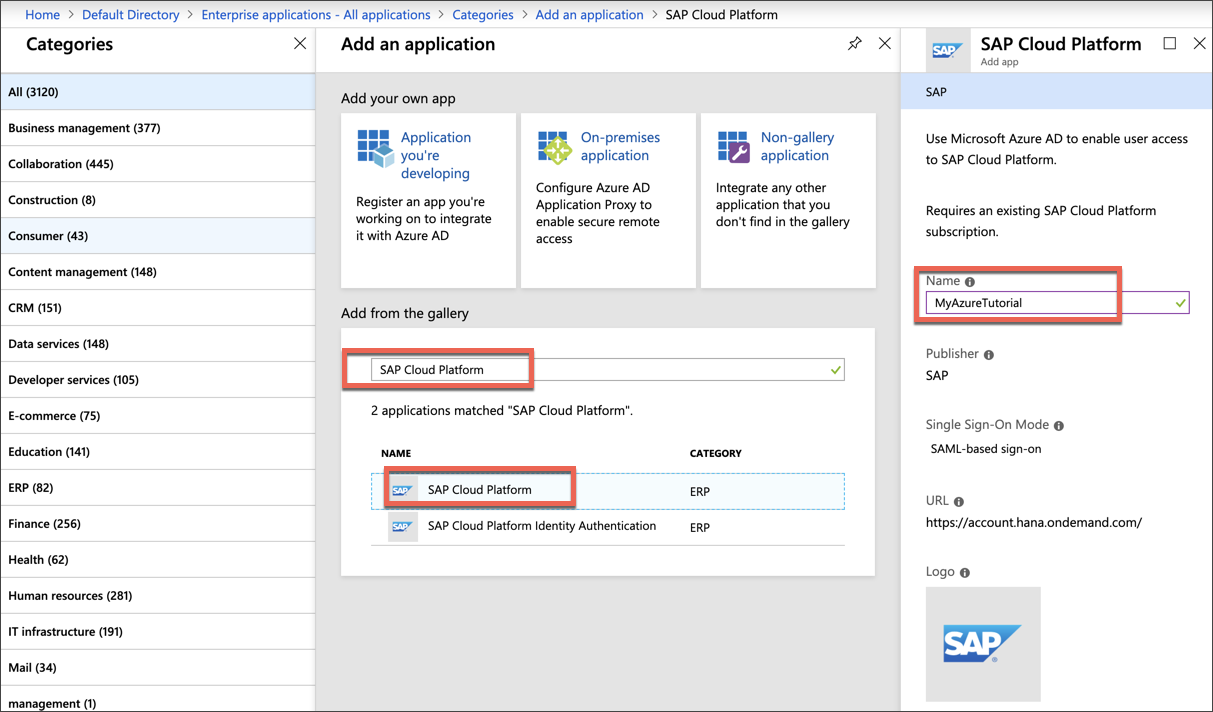 Home > Default Directory > Enterprise applications - All applications > Categories > Add an application > SAP Cloud Platform
Categories
All (3120)
Business management (377)
Collaboration (445)
Construction (8)
Consumer (43)
Content management (148)
CRM (151)
Data services (148)
Developer services (105)
E-commerce (75)
Education (141)
ERP (82)
Finance (256)
Health (62)
Human resources (281)
IT infrastructure (191)
Mail (34)
management (1)
Add an application
Add your own app
Application
you're
developing
Register an app you're
working on to integrate
it with Azure AD
On-premises
application
Configure Azure AD
Application Proxy to
enable secure remote
access
Non-gallery
application
Integrate any other
application that you
don't find in the gallery
Add from the gallery
SAP Cloud Platform
2 applications matched "SAP Cloud Platform".
NAME CATEGORY
SAP SAP Cloud Platform ERP
SAP SAP Cloud Platform Identity Authentication ERP
SAP
SAP Cloud Platform
Add app
SAP
Use Microsoft Azure AD to enable user access
to SAP Cloud Platform.
Requires an existing SAP Cloud Platform
subscription.
Name
MyAzureTutorial
Publisher
SAP
Single Sign-On Mode
SAML-based sign-on
URL
https://account.hana.ondemand.com/
Logo
SAP